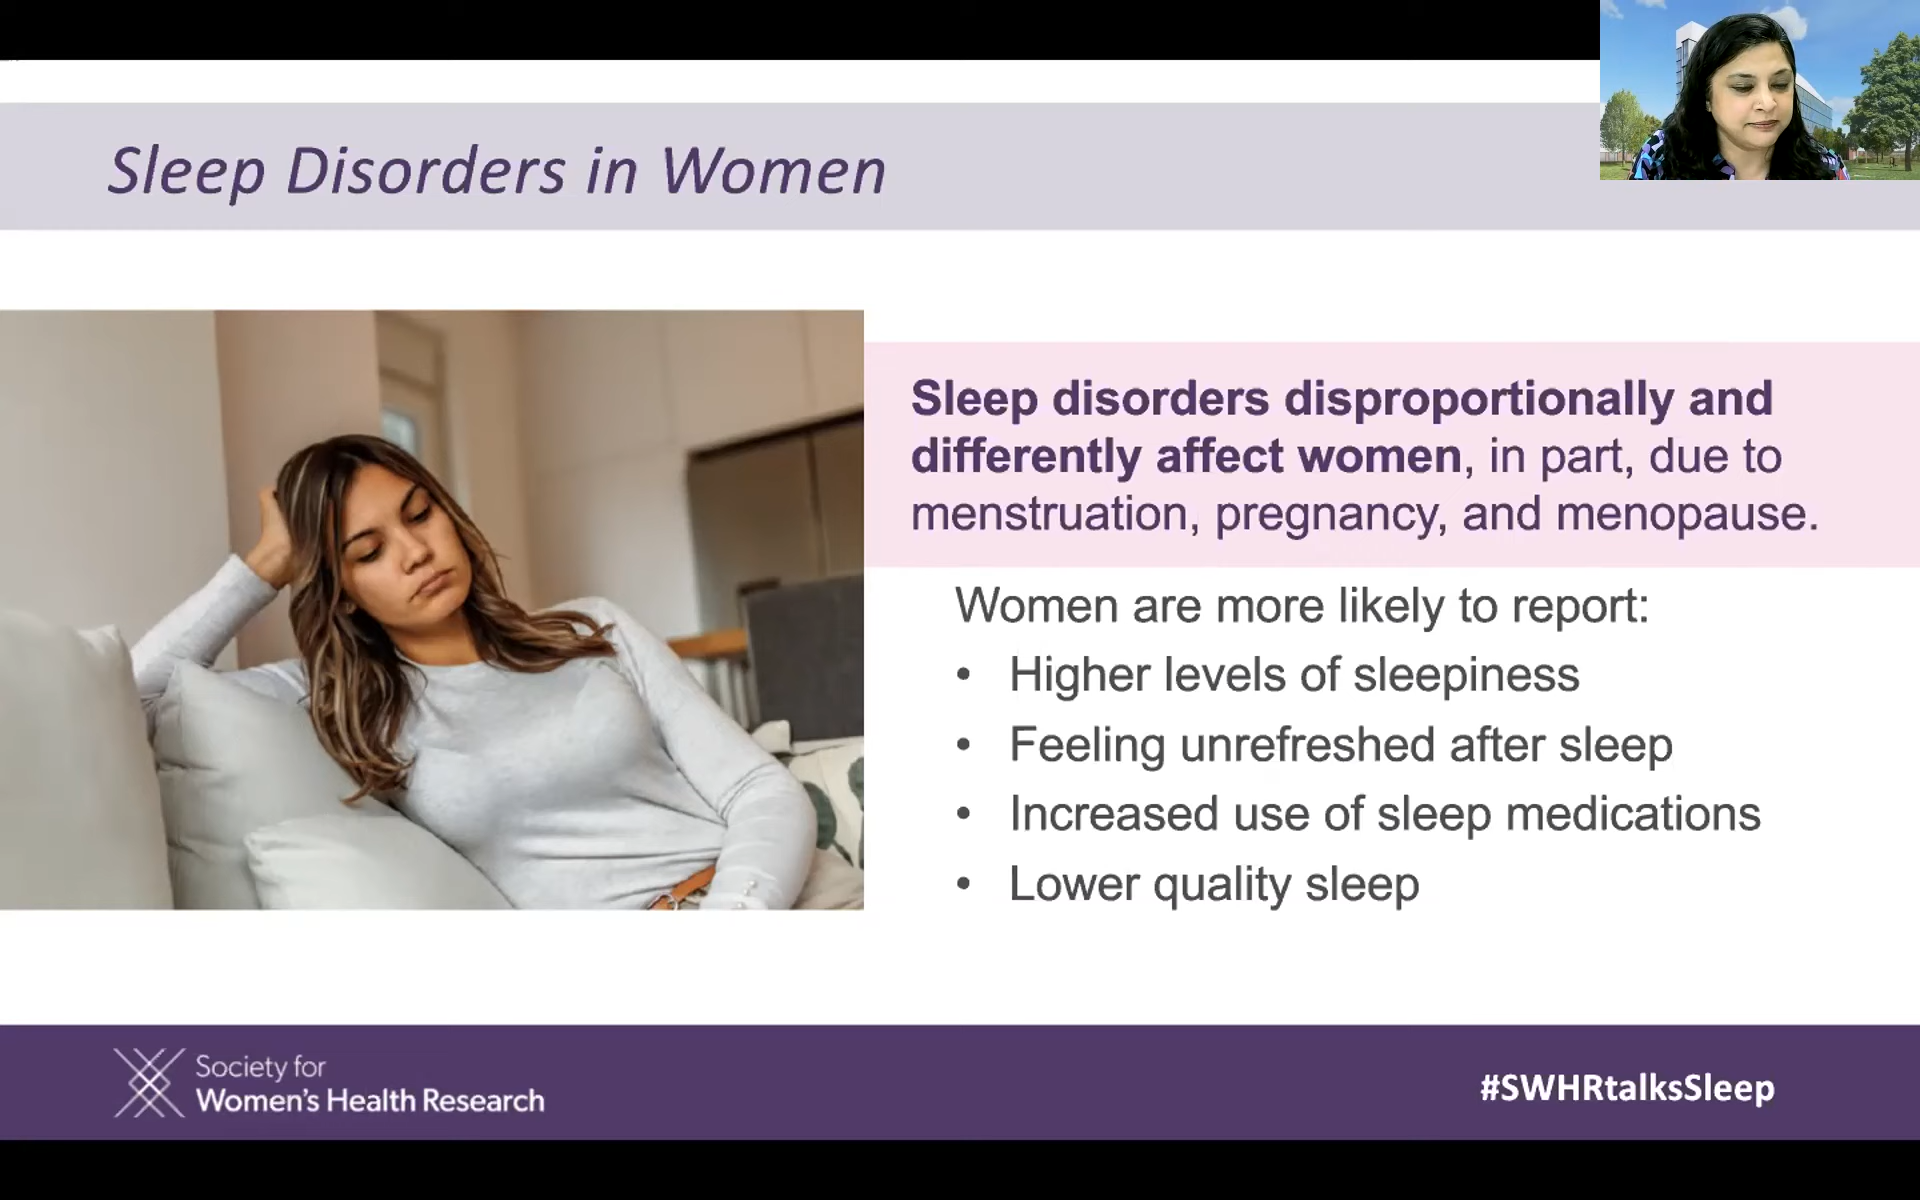 Sleep Disorders in Women
Sleep disorders disproportionally and
differently affect women, in part, due to
menstruation, pregnancy, and menopause.
Women are more likely to report:
• Higher levels of sleepiness
• Feeling unrefreshed after sleep
• Increased use of sleep medications
• Lower quality sleep
Society for
Women's Health Research
#SWHRtalksSleep